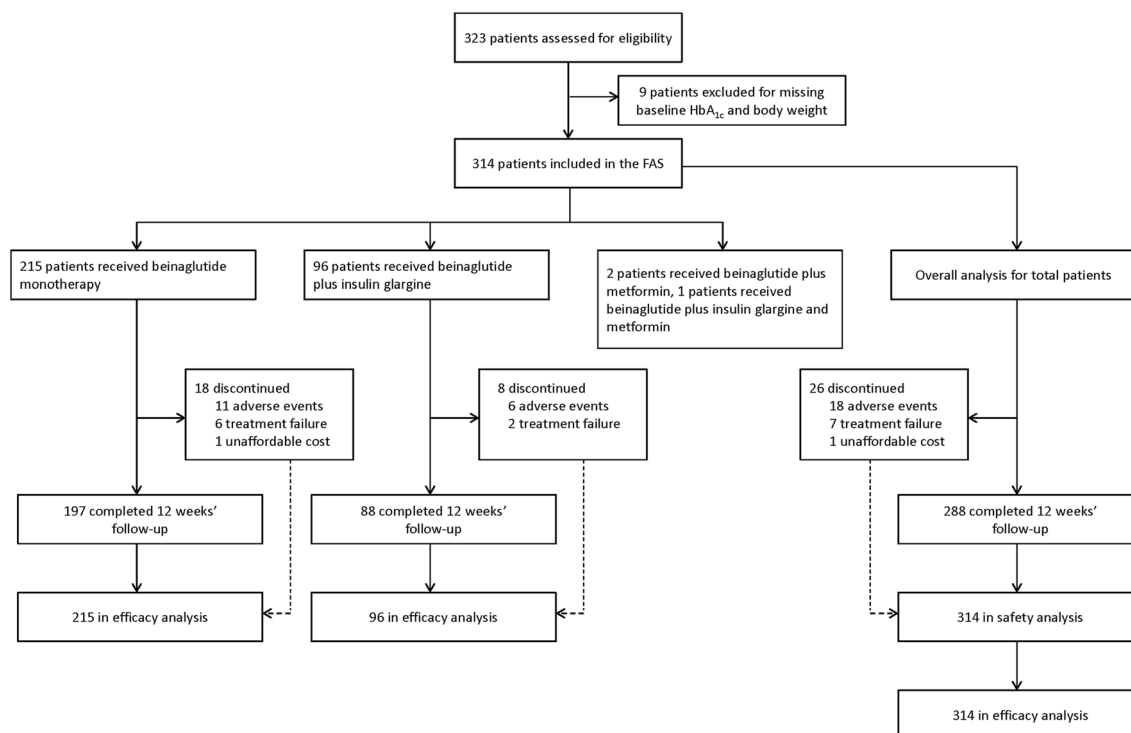 323 patients assessed for eligibility
9 patients excluded for missing
baseline HbA1c and body weight
314 patients included in the FAS
215 patients received beinaglutide
monotherapy
96 patients received beinaglutide
plus insulin glargine
2 patients received beinaglutide plus
metformin, 1 patients received
beinaglutide plus insulin glargine and
metformin
Overall analysis for total patients
18 discontinued
11 adverse events
6 treatment failure
1 unaffordable cost
8 discontinued
6 adverse events
2 treatment failure
26 discontinued
18 adverse events
7 treatment failure
1 unaffordable cost
197 completed 12 weeks’
follow-up
88 completed 12 weeks’
follow-up
288 completed 12 weeks’
follow-up
215 in efficacy analysis
96 in efficacy analysis
314 in safety analysis
314 in efficacy analysis